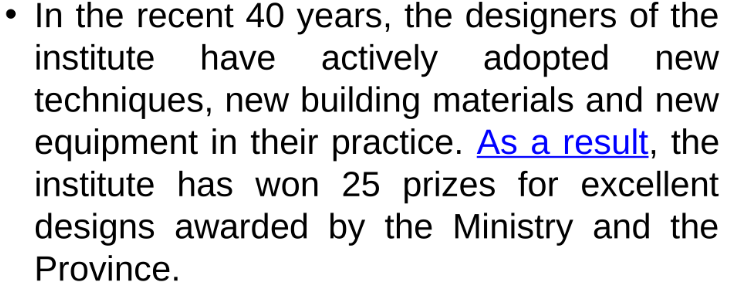 • In the recent 40 years, the designers of the
institute have actively adopted new
techniques, new building materials and new
equipment in their practice. As a result, the
institute has won 25 prizes for excellent
designs awarded by the Ministry and the
Province.